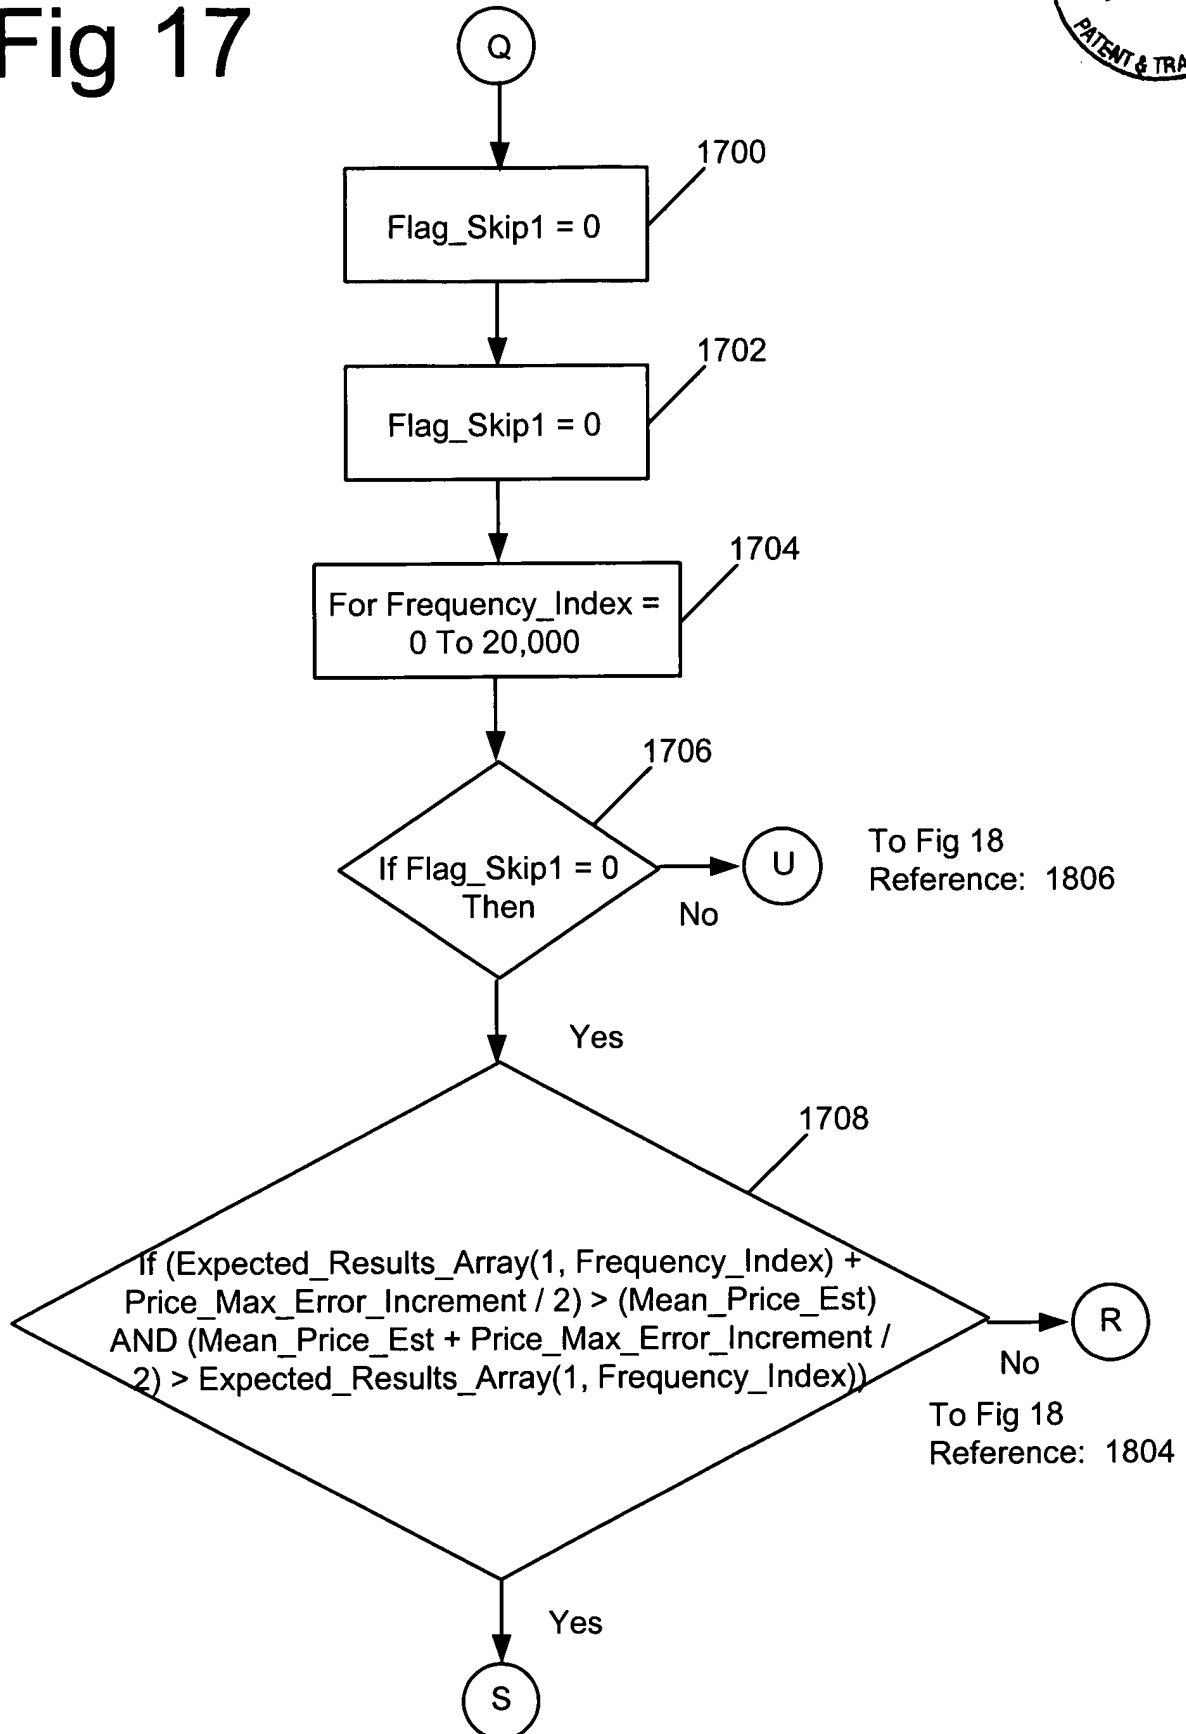 Fig 17
Q
PATENT & TRA
1700
Flag_Skip1 = 0
1702
Flag_Skip1 = 0
1704
For Frequency_Index =
0 To 20,000
1706
If Flag_Skip1 = 0
Then
U
No
To Fig 18
Reference: 1806
Yes
1708
If (Expected_Results_Array(1, Frequency_Index) +
Price_Max_Error_Increment / 2) > (Mean_Price_Est)
AND (Mean_Price_Est + Price_Max_Error_Increment /
2) > Expected_Results_Array(1, Frequency_Index))
R
No
To Fig 18
Reference: 1804
Yes
S